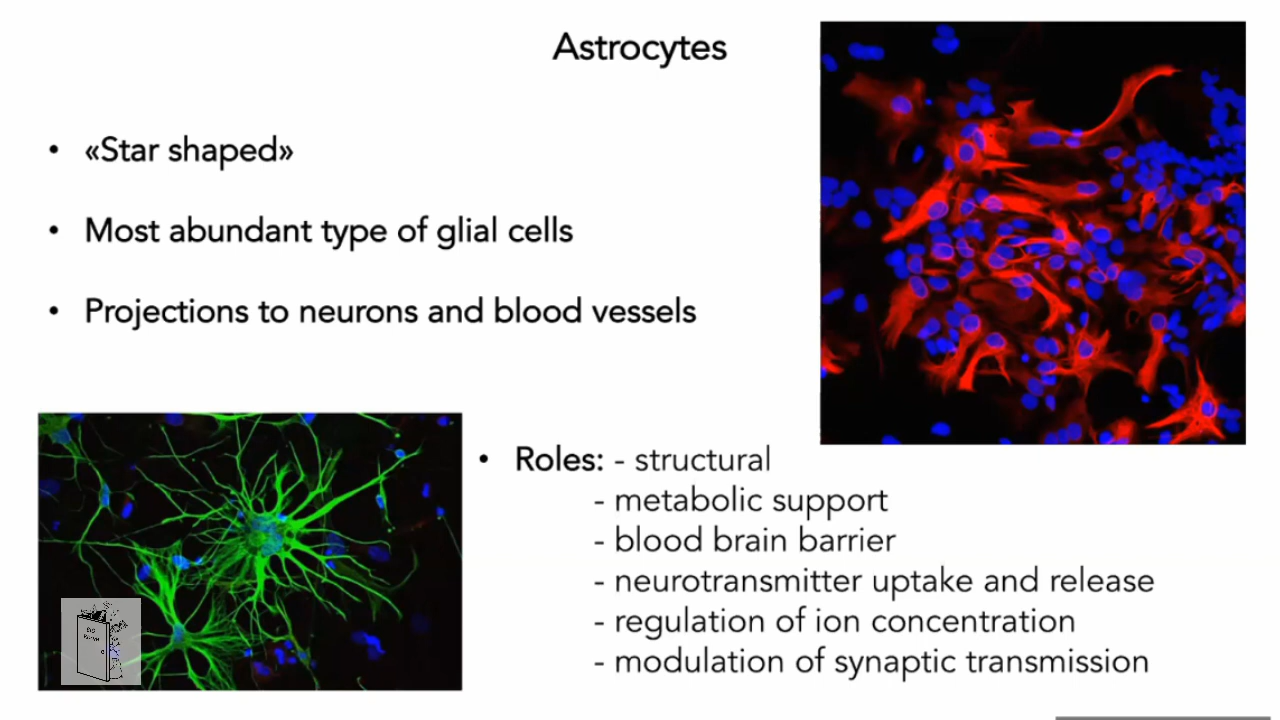 Astrocytes
• «Star shaped»
• Most abundant type of glial cells
• Projections to neurons and blood vessels
• Roles: - structural
- metabolic support
- blood brain barrier
- neurotransmitter uptake and release
- regulation of ion concentration
- modulation of synaptic transmission